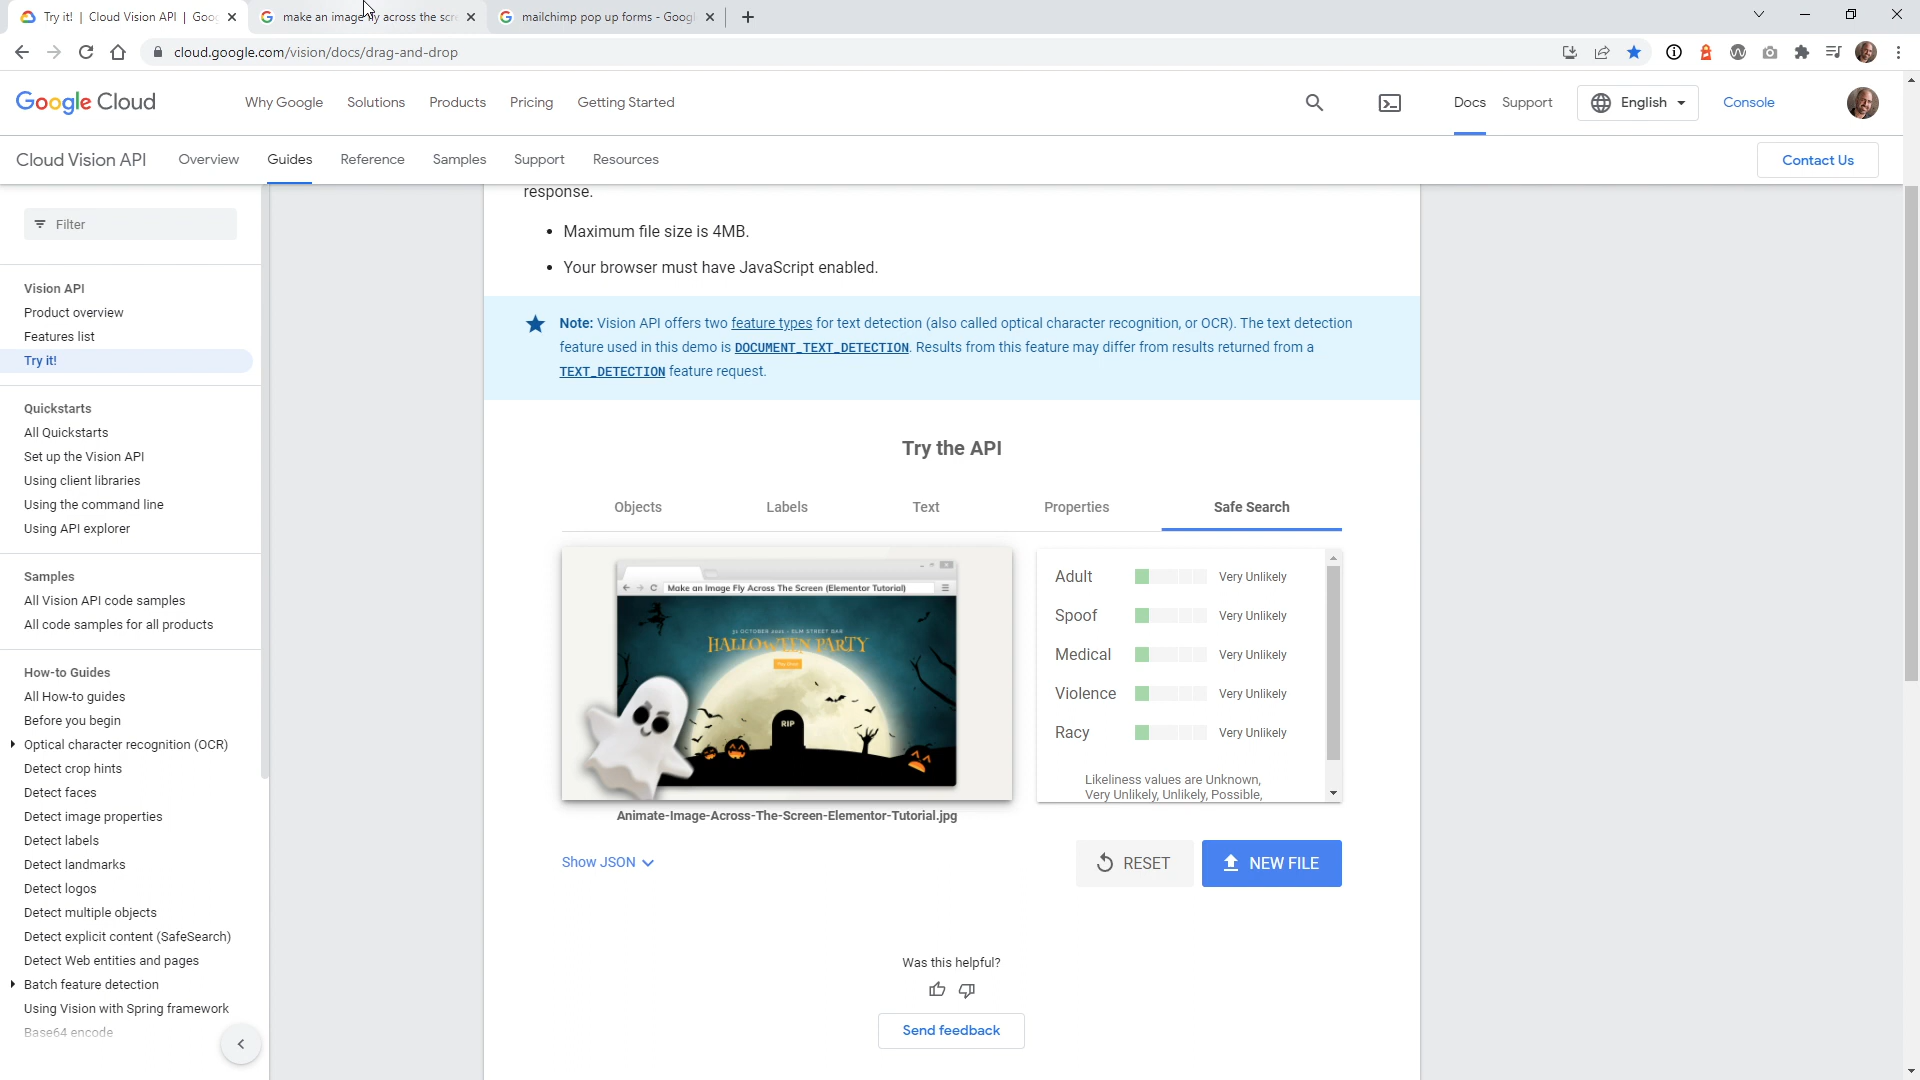 Try it! | Cloud Vision API | Goo
make an image fly across the scre
mailchimp pop up forms - Googl
cloud.google.com/vision/docs/drag-and-drop
Google Cloud
Why Google
Solutions
Products
Pricing
Getting Started
Docs
Support
English
Console
Cloud Vision API
Overview
Guides
Reference
Samples
Support
Resources
Contact Us
Filter
Vision API
Product overview
Features list
Try it!
Quickstarts
All Quickstarts
Set up the Vision API
Using client libraries
Using the command line
Using API explorer
Samples
All Vision API code samples
All code samples for all products
How-to Guides
All How-to guides
Before you begin
Optical character recognition (OCR)
Detect crop hints
Detect faces
Detect image properties
Detect labels
Detect landmarks
Detect logos
Detect multiple objects
Detect explicit content (SafeSearch)
Detect Web entities and pages
Batch feature detection
Using Vision with Spring framework
Base64 encode
response.
• Maximum file size is 4MB.
• Your browser must have JavaScript enabled.
Note: Vision API offers two feature types for text detection (also called optical character recognition, or OCR). The text detection
feature used in this demo is DOCUMENT_TEXT_DETECTION. Results from this feature may differ from results returned from a
TEXT_DETECTION feature request.
Try the API
Objects
Labels
Text
Properties
Safe Search
Make an Image Fly Across The Screen (Elementor Tutorial)
31 OCTOBER 2021 - ELM STREET BAR
HALLOWEEN PARTY
RIP
Animate-Image-Across-The-Screen-Elementor-Tutorial.jpg
Adult Very Unlikely
Spoof Very Unlikely
Medical Very Unlikely
Violence Very Unlikely
Racy Very Unlikely
Likeliness values are Unknown,
Very Unlikely, Unlikely, Possible,
Show JSON
RESET
NEW FILE
Was this helpful?
Send feedback